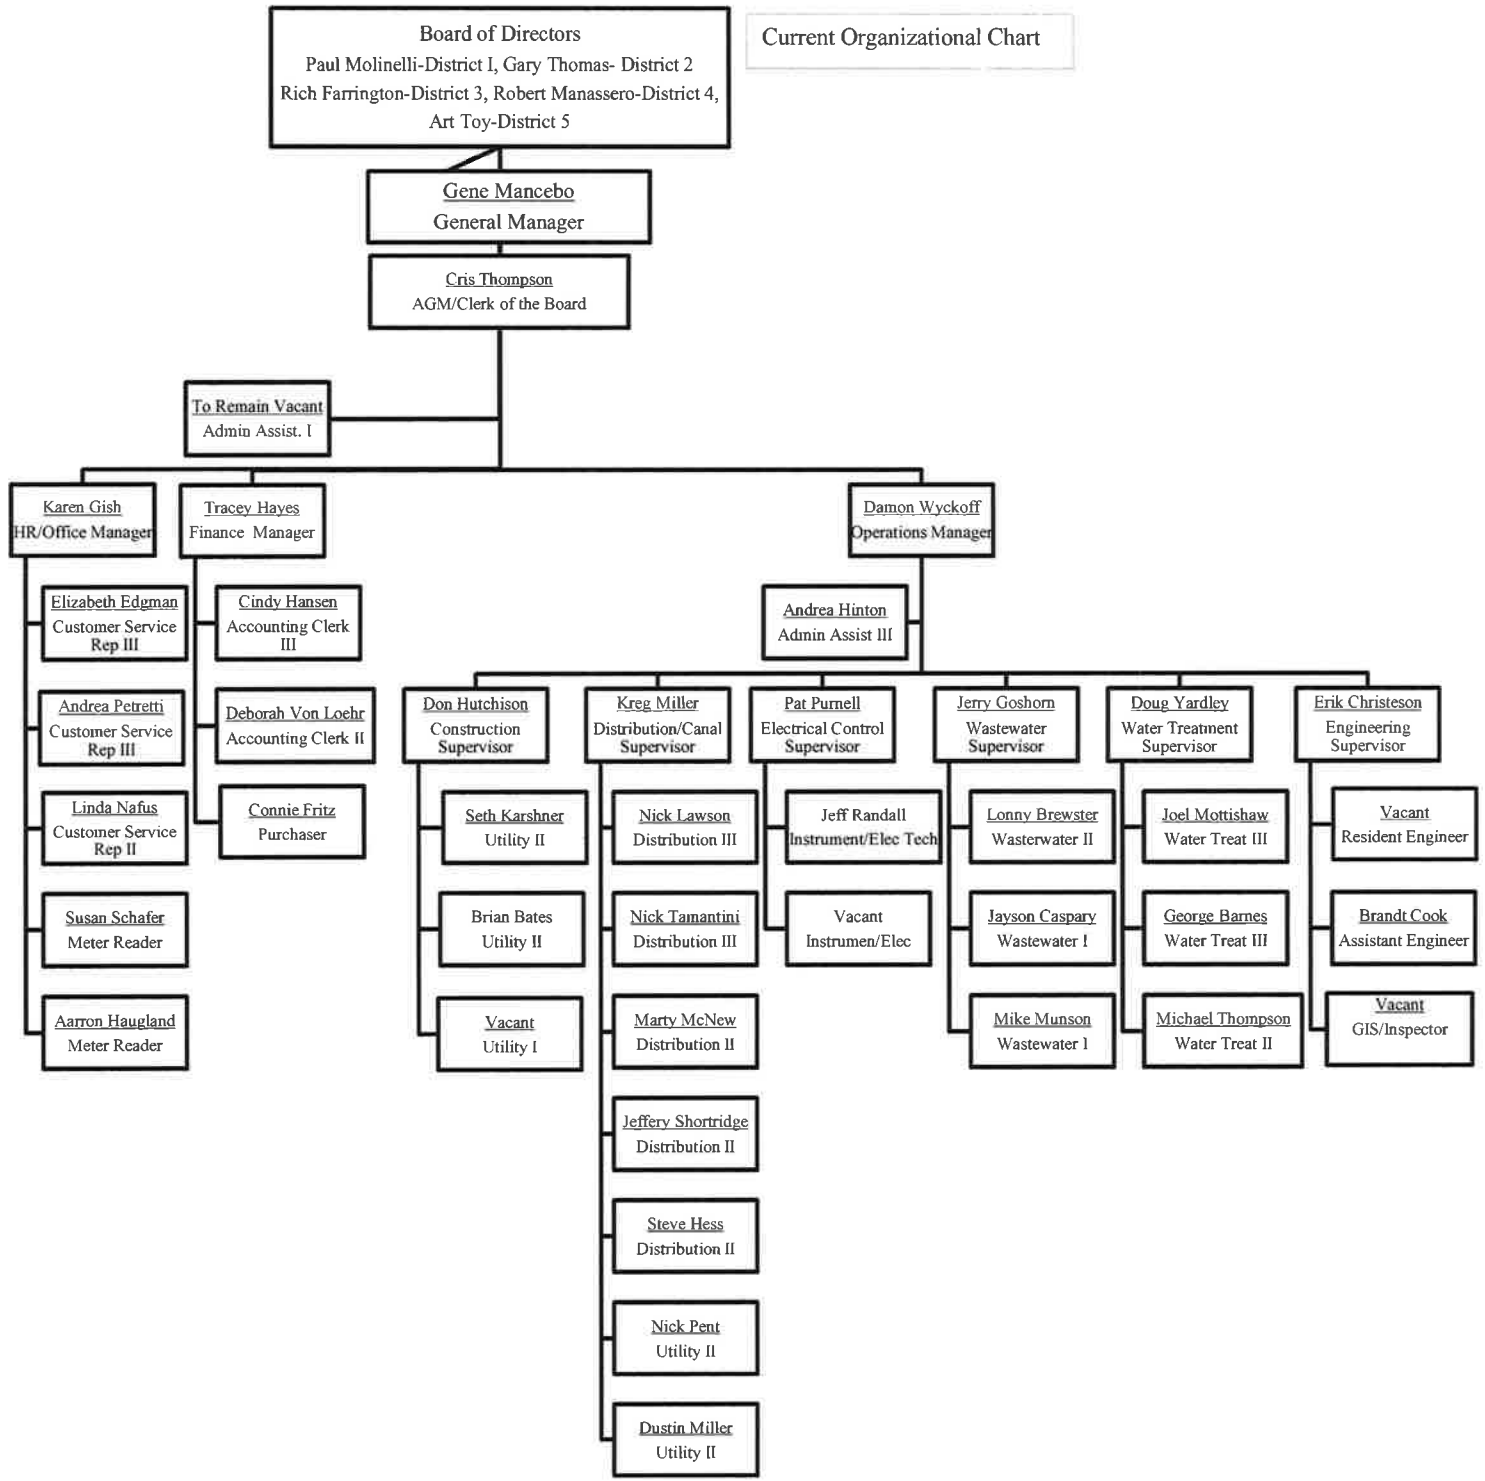 Board of Directors
Paul Molinelli-District I, Gary Thomas- District 2
Rich Farrington-District 3, Robert Manassero-District 4,
Art Toy-District 5
Current Organizational Chart
Gene Mancebo
General Manager
Cris Thompson
AGM/Clerk of the Board
To Remain Vacant
Admin Assist. I
Karen Gish
HR/Office Manager
Tracey Hayes
Finance Manager
Damon Wyckoff
Operations Manager
Elizabeth Edgman
Customer Service
Rep III
Andrea Petretti
Customer Service
Rep III
Linda Nafus
Customer Service
Rep II
Susan Schafer
Meter Reader
Aarron Haugland
Meter Reader
Cindy Hansen
Accounting Clerk
III
Deborah Von Loehr
Accounting Clerk II
Connie Fritz
Purchaser
Andrea Hinton
Admin Assist III
Don Hutchison
Construction
Supervisor
Seth Karshner
Utility II
Brian Bates
Utility II
Vacant
Utility I
Kreg Miller
Distribution/Canal
Supervisor
Nick Lawson
Distribution III
Nick Tamantini
Distribution III
Marty McNew
Distribution II
Jeffery Shortridge
Distribution II
Steve Hess
Distribution II
Nick Pent
Utility II
Dustin Miller
Utility II
Pat Purnell
Electrical Control
Supervisor
Jeff Randall
Instrument/Elec Tech
Vacant
Instrumen/Elec
Jerry Goshorn
Wastewater
Supervisor
Lonny Brewster
Wasterwater II
Jayson Caspary
Wastewater I
Mike Munson
Wastewater I
Doug Yardley
Water Treatment
Supervisor
Joel Mottishaw
Water Treat III
George Barnes
Water Treat III
Michael Thompson
Water Treat II
Erik Christeson
Engineering
Supervisor
Vacant
Resident Engineer
Brandt Cook
Assistant Engineer
Vacant
GIS/Inspector